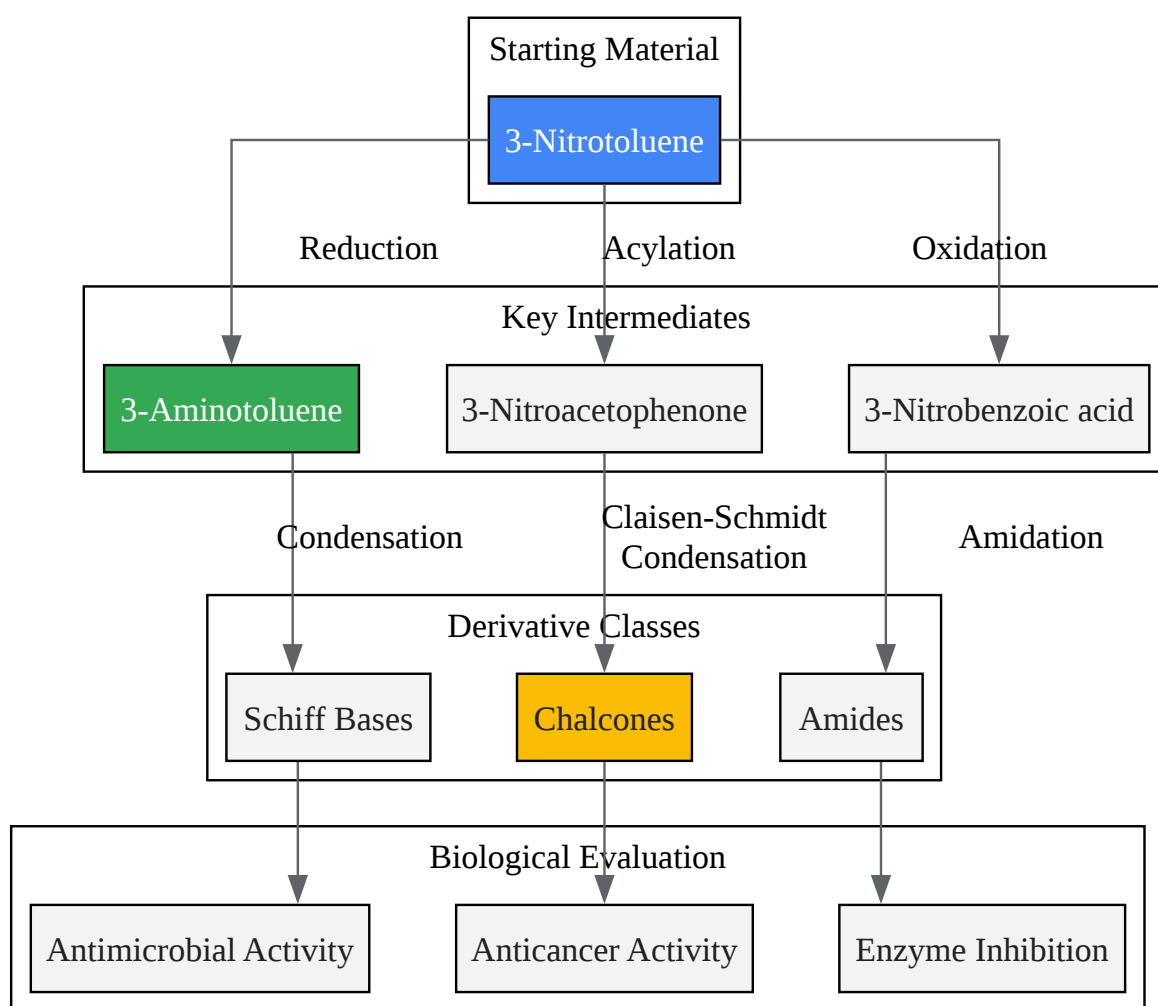 Starting Material
3-Nitrotoluene
Reduction
Acylation
Oxidation
Key Intermediates
3-Aminotoluene
3-Nitroacetophenone
3-Nitrobenzoic acid
Condensation
Claisen-Schmidt
Condensation
Amidation
Derivative Classes
Schiff Bases
Chalcones
Amides
Biological Evaluation
Antimicrobial Activity
Anticancer Activity
Enzyme Inhibition